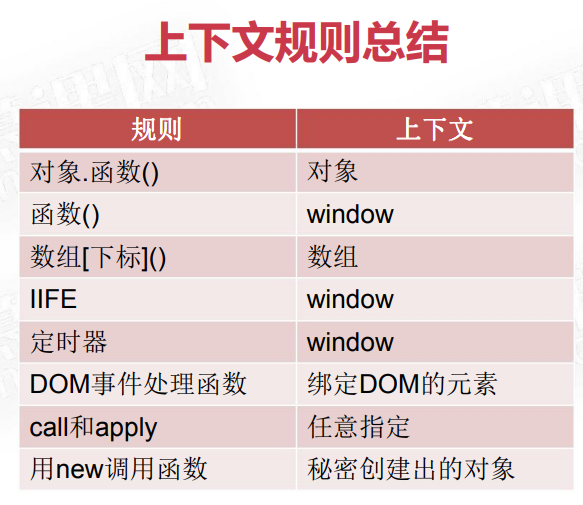 上下文规则总结
规则 上下文
对象.函数() 对象
函数() window
数组[下标]() 数组
IIFE window
定时器 window
DOM事件处理函数 绑定DOM的元素
call和apply 任意指定
用new调用函数 秘密创建出的对象